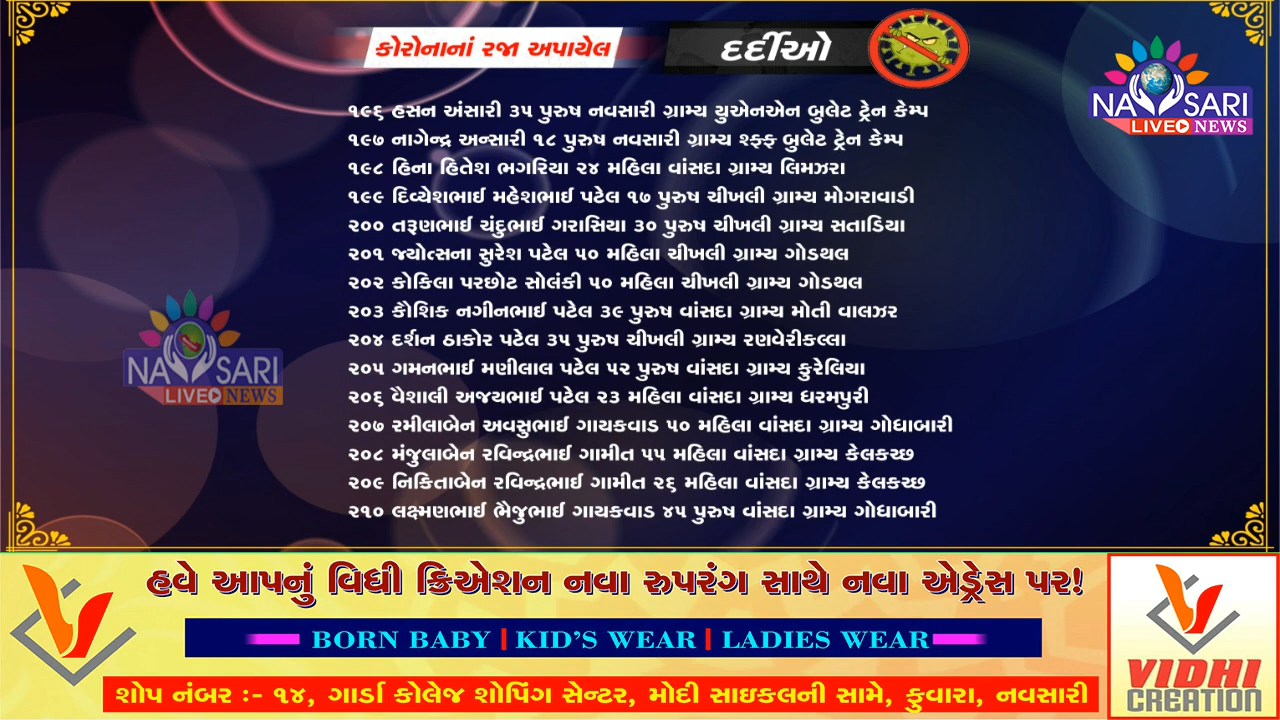 કોરોનાનાં રજા અપાયેલ દર્દીઓ
NAVSARI
LIVE NEWS
૧૯૬ હસન અંસારી ૩૫ પુરુષ નવસારી ગ્રામ્ય યુએનએન બુલેટ ટ્રેન કેમ્પ
૧૯૭ નાગેન્દ્ર અન્સારી ૧૮ પુરુષ નવસારી ગ્રામ્ય શ્ફ્ફ બુલેટ ટ્રેન કેમ્પ
૧૯૮ હિના હિતેશ ભગરિયા ૨૪ મહિલા વાંસદા ગ્રામ્ય લિમઝરા
૧૯૯ દિવ્યેશભાઈ મહેશભાઈ પટેલ ૧૭ પુરુષ ચીખલી ગ્રામ્ય મોગરાવાડી
૨૦૦ તરૂણભાઈ ચંદુભાઈ ગરાસિયા ૩૦ પુરુષ ચીખલી ગ્રામ્ય સતાડિયા
૨૦૧ જ્યોત્સના સુરેશ પટેલ ૫૦ મહિલા ચીખલી ગ્રામ્ય ગોડથલ
૨૦૨ કોકિલા પરછોટ સોલંકી ૫૦ મહિલા ચીખલી ગ્રામ્ય ગોડથલ
૨૦૩ કૌશિક નગીનભાઈ પટેલ ૩૯ પુરુષ વાંસદા ગ્રામ્ય મોતી વાલઝર
૨૦૪ દર્શન ઠાકોર પટેલ ૩૫ પુરુષ ચીખલી ગ્રામ્ય રણવેરીકલ્લા
૨૦૫ ગમનભાઈ મણીલાલ પટેલ ૫૨ પુરુષ વાંસદા ગ્રામ્ય કુરેલિયા
૨૦૬ વૈશાલી અજયભાઈ પટેલ ૨૩ મહિલા વાંસદા ગ્રામ્ય ધરમપુરી
૨૦૭ રમીલાબેન અવસુભાઈ ગાયકવાડ ૫૦ મહિલા વાંસદા ગ્રામ્ય ગોધાબારી
૨૦૮ મંજુલાબેન રવિન્દ્રભાઈ ગામીત ૫૫ મહિલા વાંસદા ગ્રામ્ય કેલકચ્છ
૨૦૯ નિકિતાબેન રવિન્દ્રભાઈ ગામીત ૨૬ મહિલા વાંસદા ગ્રામ્ય કેલકચ્છ
૨૧૦ લક્ષ્મણભાઈ ભૈજુભાઈ ગાયકવાડ ૪૫ પુરુષ વાંસદા ગ્રામ્ય ગોધાબારી
NAVSARI
LIVE NEWS
હવે આપનું વિધી ક્રિએશન નવા રુપરંગ સાથે નવા એડ્રેસ પર!
BORN BABY | KID'S WEAR | LADIES WEAR
શોપ નંબર :- ૧૪, ગાર્ડા કોલેજ શોપિંગ સેન્ટર, મોદી સાઇકલની સામે, ફુવારા, નવસારી
VIDHI
CREATION